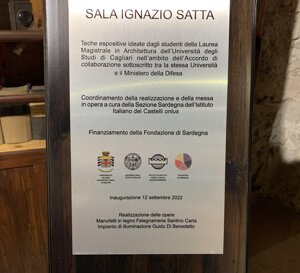 SALA IGNAZIO SATTA
Teche espositive ideate dagli studenti della Laurea
Magistrale in Architettura dell'Università degli
Studi di Cagliari nell'ambito dell'Accordo di
collaborazione sottoscritto tra la stessa Università
e il Ministero della Difesa
Coordinamento della realizzazione e della messa
in opera a cura della Sezione Sardegna dell'Istituto
Italiano dei Castelli onlus
Finanziamento della Fondazione di Sardegna
Inaugurazione 12 settembre 2022
Realizzazione delle opere
Manufatti in legno Falegnameria Santino Carta
Impianto di Illuminazione Guido Di Benedetto